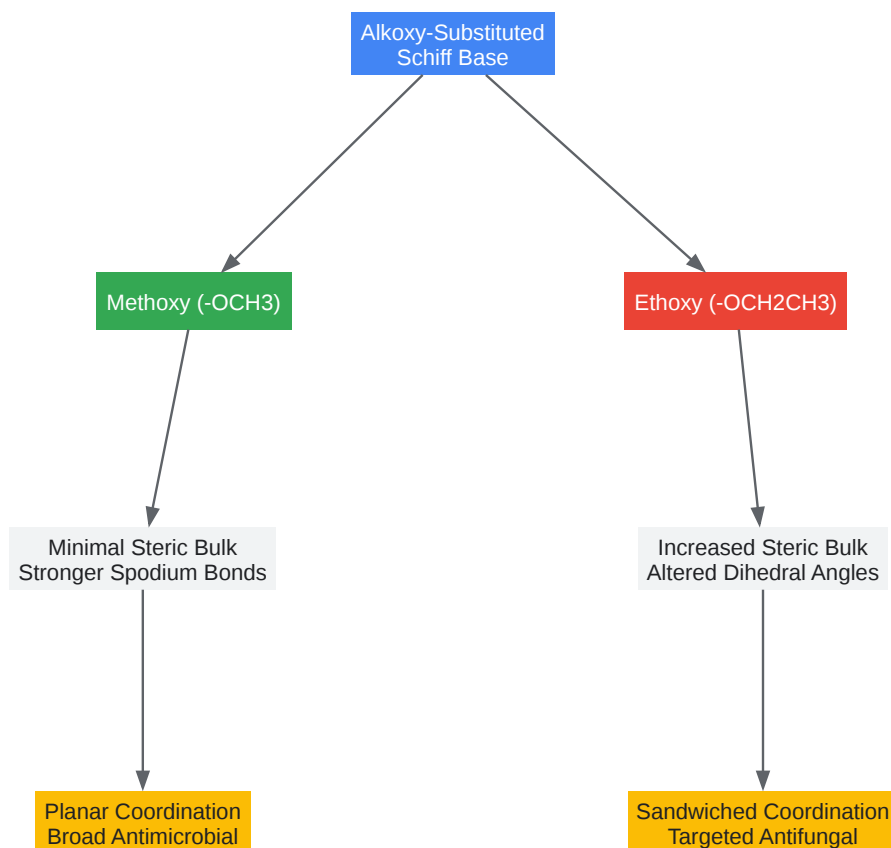 Alkoxy-Substituted
Schiff Base
Methoxy (-OCH3)
Ethoxy (-OCH2CH3)
Minimal Steric Bulk
Stronger Spodium Bonds
Increased Steric Bulk
Altered Dihedral Angles
Planar Coordination
Broad Antimicrobial
Sandwiched Coordination
Targeted Antifungal